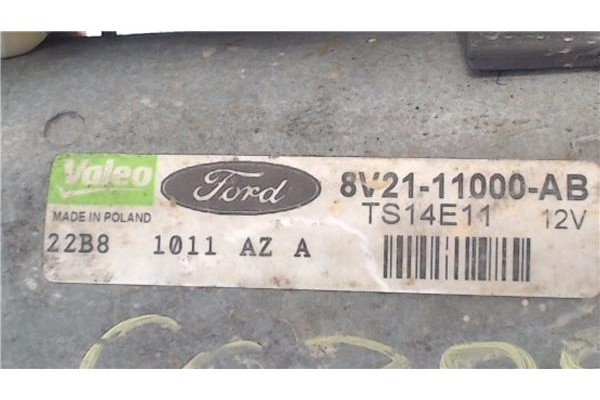 Valeo
MADE IN POLAND
Ford
8V21-11000-AB
TS14E11 12V
22B8 1011 AZ A